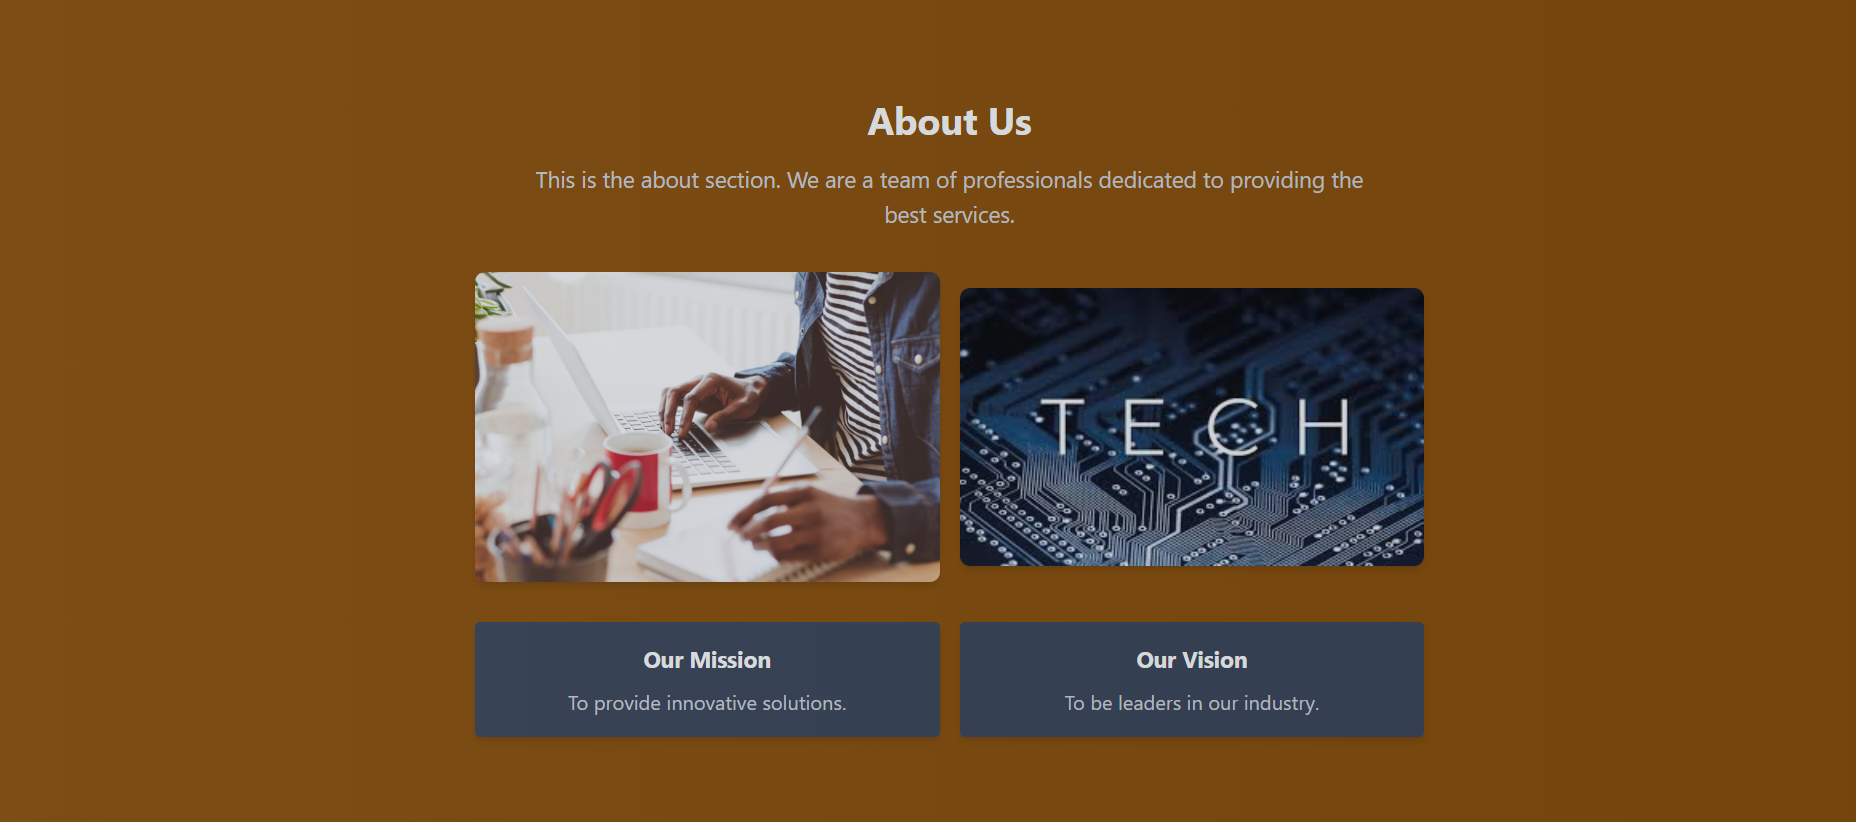 About Us
This is the about section. We are a team of professionals dedicated to providing the
best services.
TECH
Our Mission
To provide innovative solutions.
Our Vision
To be leaders in our industry.